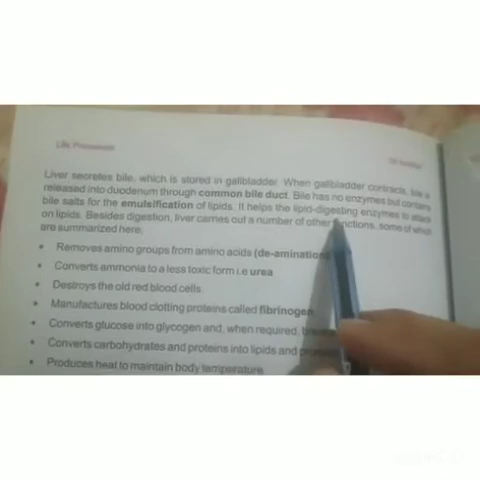 Life Processes
Liver secretes bile, which is stored in gallbladder. When gallbladder contracts, bile is
released into duodenum through common bile duct. Bile has no enzymes but contains
bile salts for the emulsification of lipids. It helps the lipid-digesting enzymes to attack
on lipids. Besides digestion, liver carries out a number of other functions, some of which
are summarized here;
• Removes amino groups from amino acids (de-amination)
• Converts ammonia to a less toxic form i.e urea
• Destroys the old red blood cells.
• Manufactures blood clotting proteins called fibrinogen
• Converts glucose into glycogen and, when required,
• Converts carbohydrates and proteins into lipids and
• Produces heat to maintain body temperature